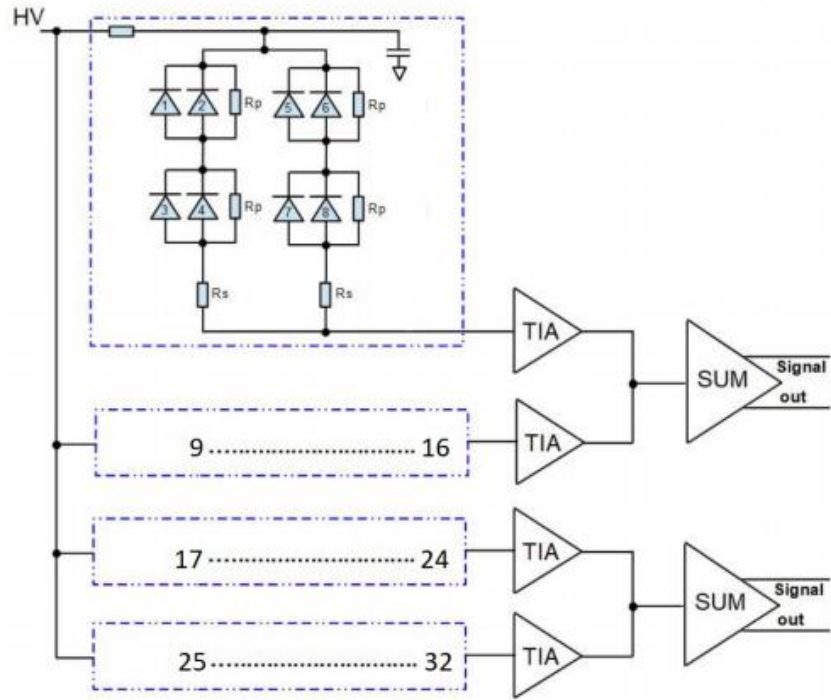 HV
1 2 Rp 5 6 Rp
3 4 Rp 7 8 Rp
Rs Rs
TIA
SUM
Signal
out
9 ................................ 16
TIA
17 ................................ 24
TIA
SUM
Signal
out
25 ................................ 32
TIA